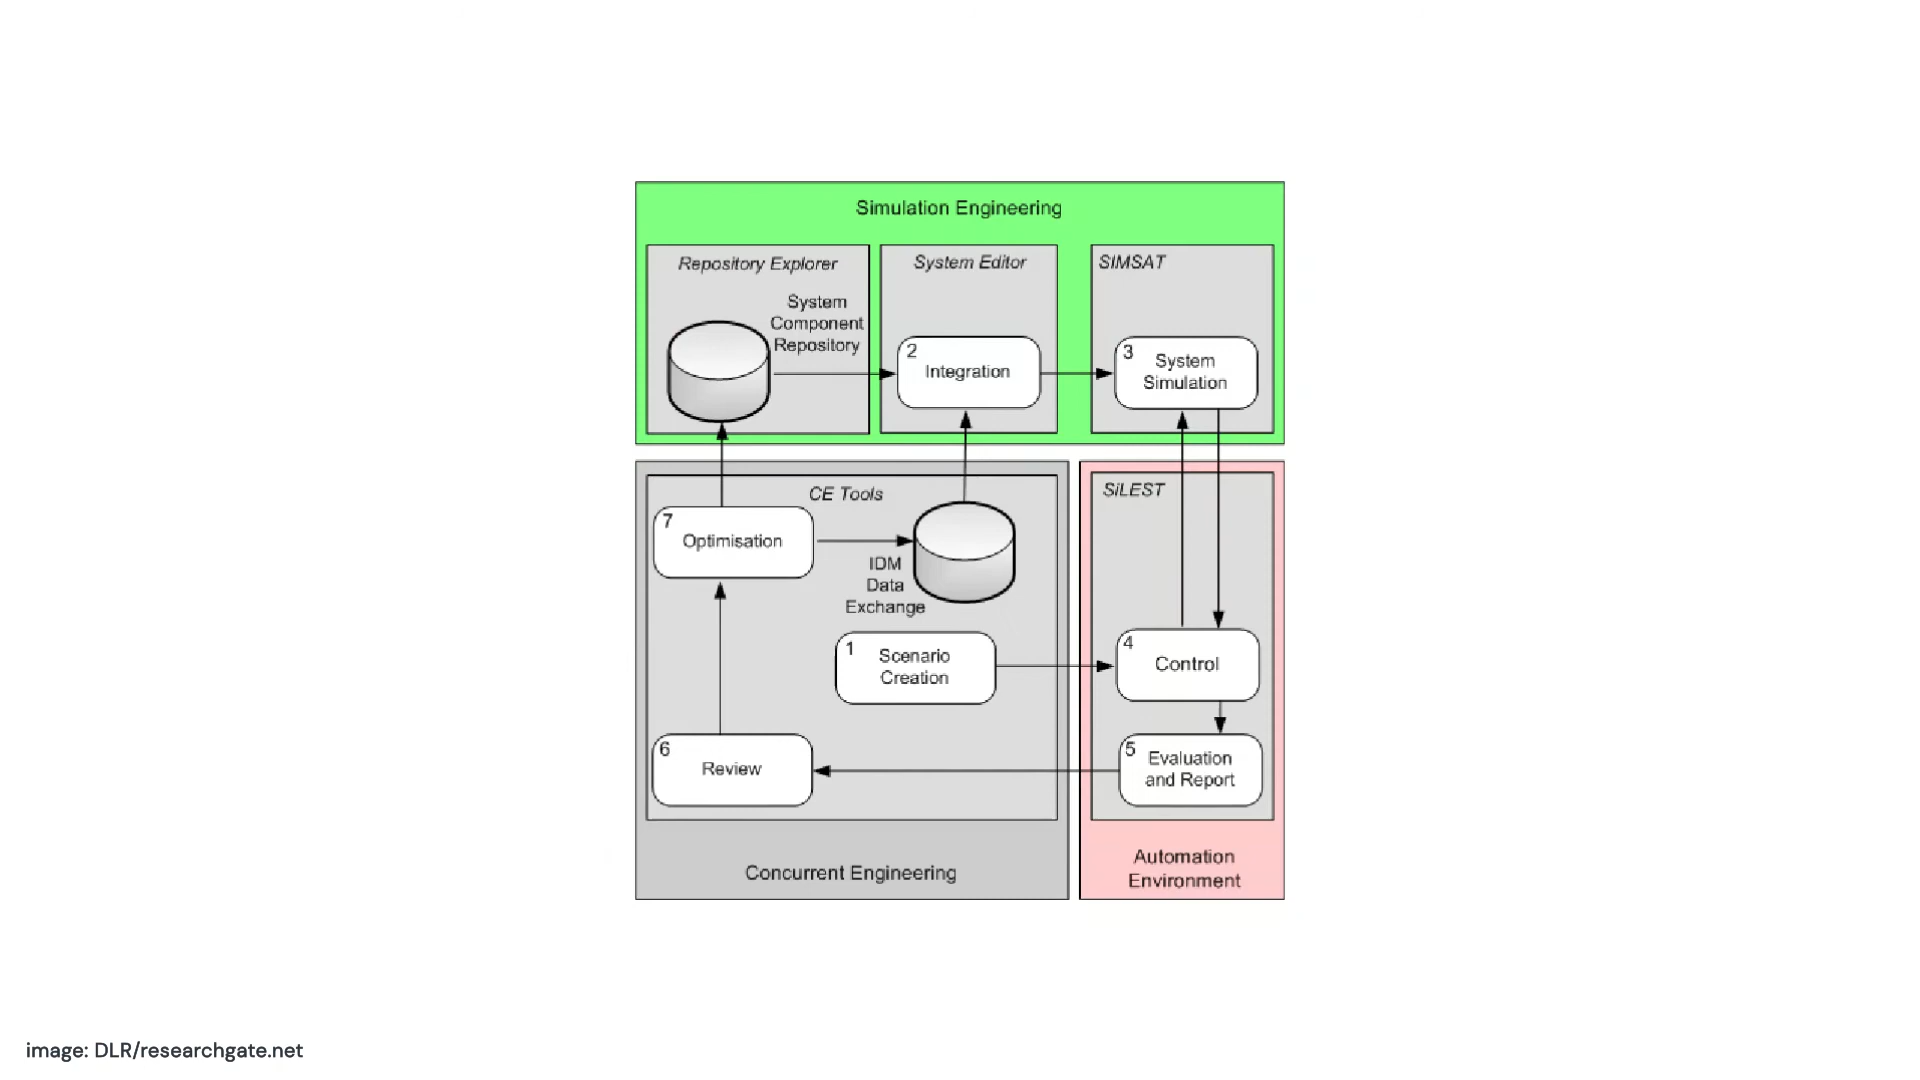 Simulation Engineering
Repository Explorer
System
Component
Repository
System Editor
2
Integration
SIMSAT
3
System
Simulation
CE Tools
7
Optimisation
IDM
Data
Exchange
1
Scenario
Creation
6
Review
Concurrent Engineering
SiLEST
4
Control
5
Evaluation
and Report
Automation
Environment
image: DLR/researchgate.net